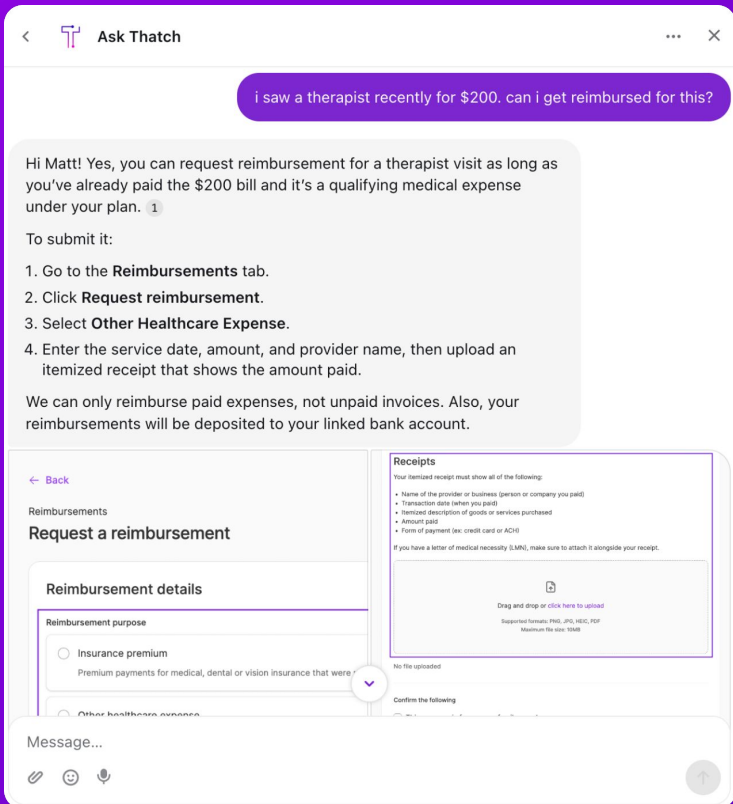 Ask Thatch
i saw a therapist recently for $200. can i get reimbursed for this?
Hi Matt! Yes, you can request reimbursement for a therapist visit as long as
you've already paid the $200 bill and it's a qualifying medical expense
under your plan. 1
To submit it:
1. Go to the Reimbursements tab.
2. Click Request reimbursement.
3. Select Other Healthcare Expense.
4. Enter the service date, amount, and provider name, then upload an
itemized receipt that shows the amount paid.
We can only reimburse paid expenses, not unpaid invoices. Also, your
reimbursements will be deposited to your linked bank account.
← Back
Reimbursements
Request a reimbursement
Reimbursement details
Reimbursement purpose
Insurance premium
Premium payments for medical, dental or vision insurance that were
Other healthcare expense
Receipts
Your itemized receipt must show all of the following:
• Name of the provider or business (person or company you paid)
• Transaction date (when you paid)
• Itemized description of goods or services purchased
• Amount paid
• Form of payment (ex: credit card or ACH)
If you have a letter of medical necessity (LMN), make sure to attach it alongside your receipt.
Drag and drop or click here to upload
Supported formats: PNG, JPG, HEIC, PDF
Maximum file size: 10MB
No file uploaded
Confirm the following
Message...